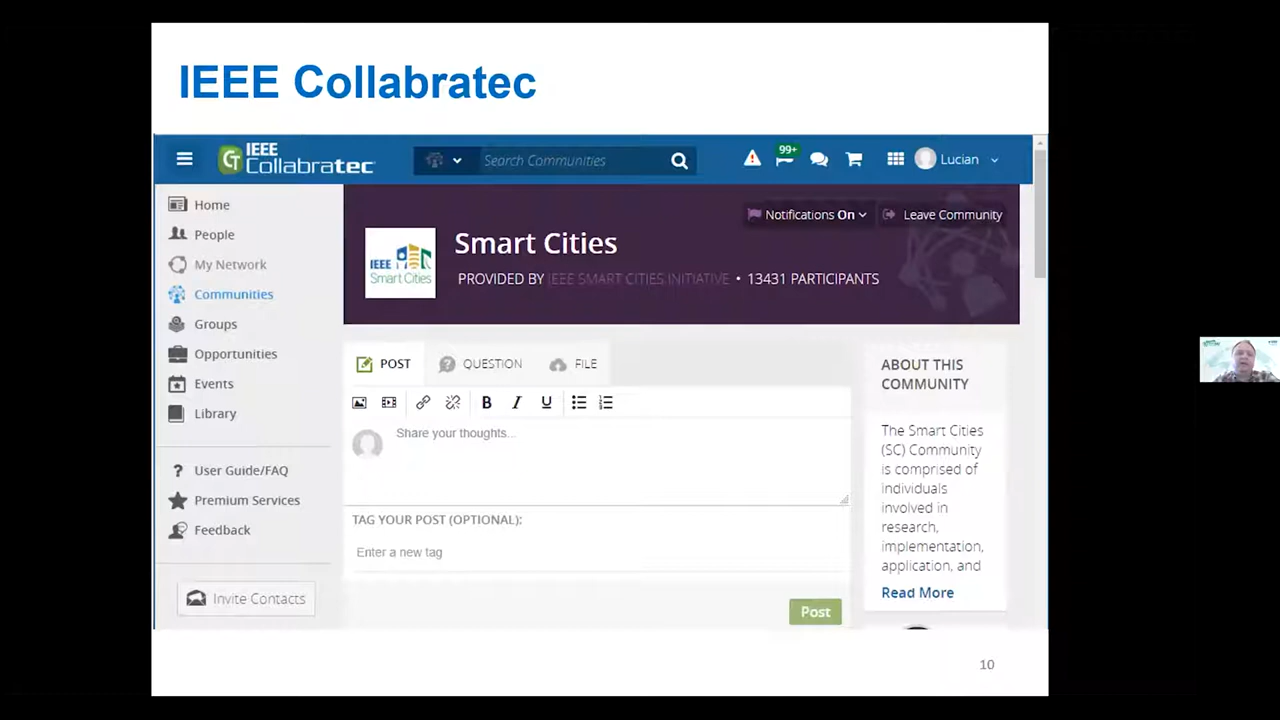 IEEE Collabratec
IEEE
Collabratec
Search Communities
99+
Lucian
Home
People
My Network
Communities
Groups
Opportunities
Events
Library
User Guide/FAQ
Premium Services
Feedback
Invite Contacts
Notifications On
Leave Community
IEEE
Smart Cities
Smart Cities
PROVIDED BY IEEE SMART CITIES INITIATIVE • 13431 PARTICIPANTS
POST
QUESTION
FILE
B I U
Share your thoughts...
TAG YOUR POST (OPTIONAL):
Enter a new tag
Post
ABOUT THIS
COMMUNITY
The Smart Cities
(SC) Community
is comprised of
individuals
involved in
research,
implementation,
application, and
Read More
10